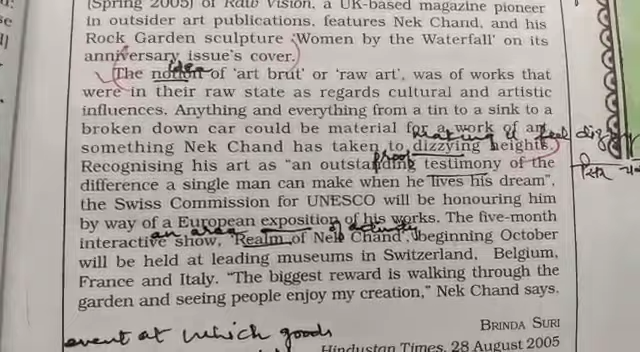 (Spring 2005) of Raw Vision, a UK-based magazine pioneer
in outsider art publications, features Nek Chand, and his
Rock Garden sculpture 'Women by the Waterfall' on its
anniversary issue's cover.
idea
The notion of 'art brut' or 'raw art', was of works that
were in their raw state as regards cultural and artistic
influences. Anything and everything from a tin to a sink to a
broken down car could be material for a work of art
feel dizzy
something Nek Chand has taken to dizzying heights.
Recognising his art as "an outstanding testimony of the
proof
difference a single man can make when he lives his dream",
the Swiss Commission for UNESCO will be honouring him
by way of a European exposition of his works. The five-month
an area of activity
interactive show, 'Realm of Nek Chand', beginning October
will be held at leading museums in Switzerland, Belgium,
France and Italy. "The biggest reward is walking through the
garden and seeing people enjoy my creation," Nek Chand says.
BRINDA SURI
event at which goods
Hindustan Times, 28 August 2005